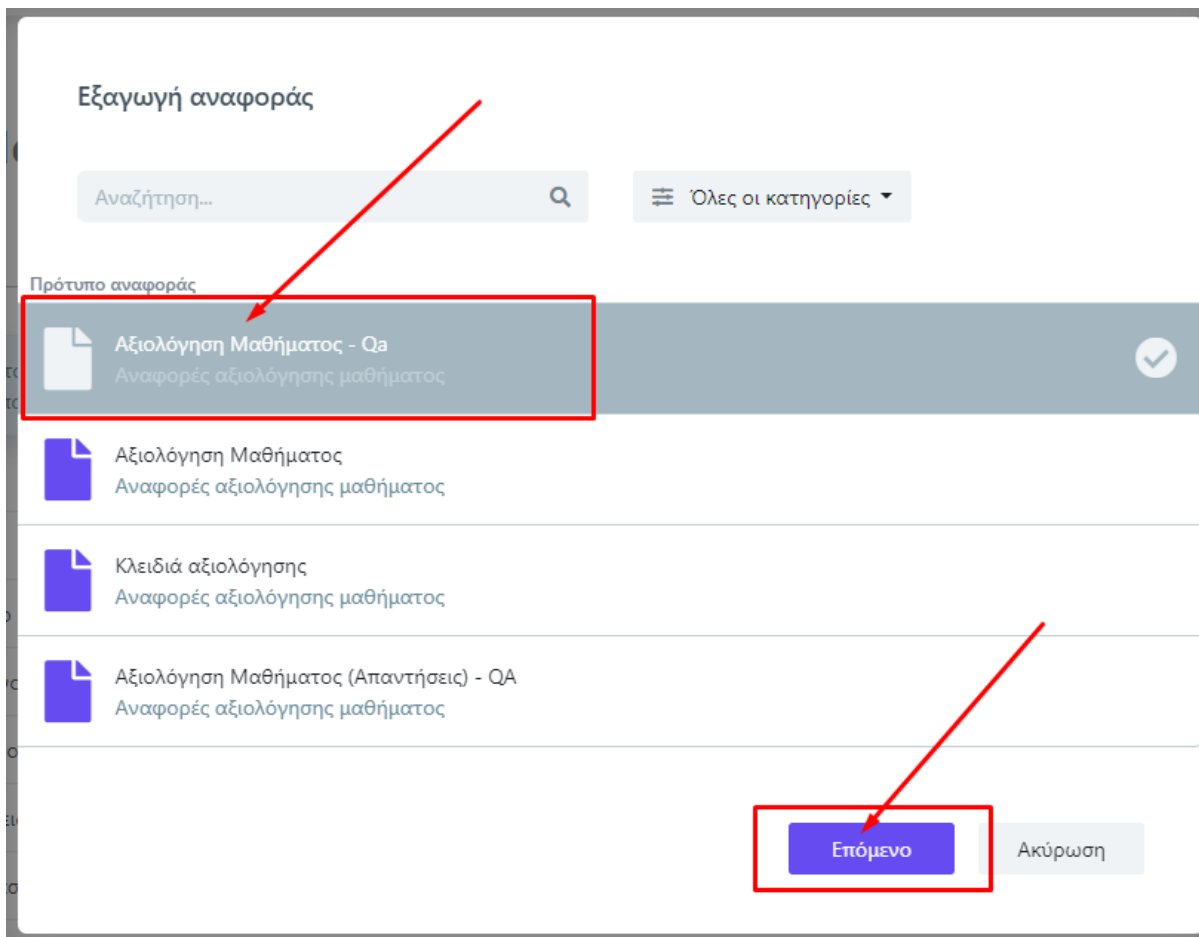 Εξαγωγή αναφοράς
Αναζήτηση...
Όλες οι κατηγορίες
Πρότυπο αναφοράς
Αξιολόγηση Μαθήματος - Qa
Αναφορές αξιολόγησης μαθήματος
Αξιολόγηση Μαθήματος
Αναφορές αξιολόγησης μαθήματος
Κλειδιά αξιολόγησης
Αναφορές αξιολόγησης μαθήματος
Αξιολόγηση Μαθήματος (Απαντήσεις) - QA
Αναφορές αξιολόγησης μαθήματος
Επόμενο
Ακύρωση